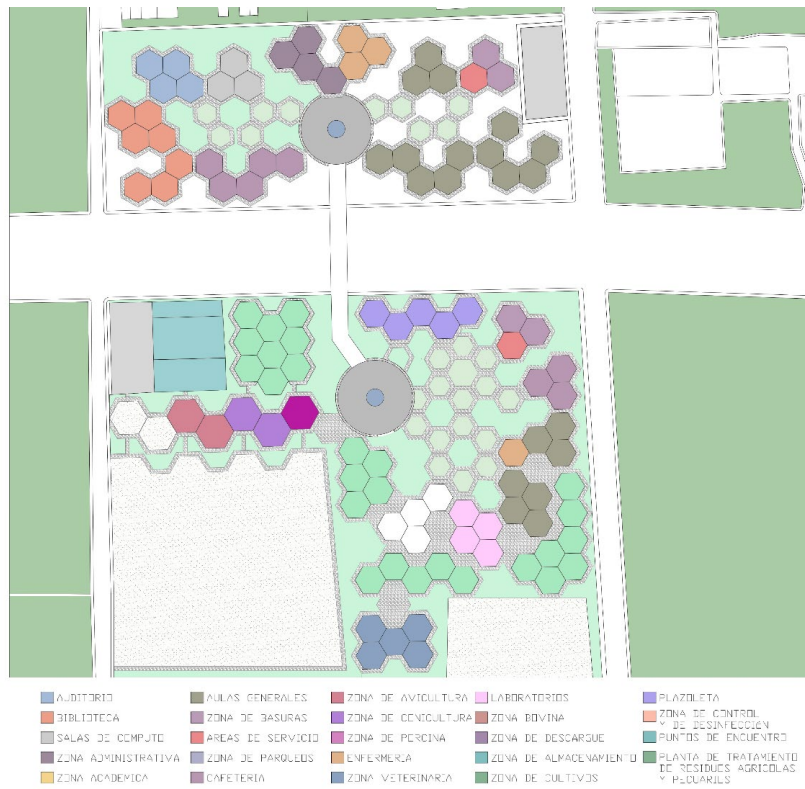 AUDITORIO
BIBLIOTECA
SALAS DE COMPUTO
ZONA ADMINISTRATIVA
ZONA ACADEMICA
AULAS GENERALES
ZONA DE BASURAS
AREAS DE SERVICIO
ZONA DE PARQUEOS
CAFETERIA
ZONA DE AVICULTURA
ZONA DE CONICULTURA
ZONA DE PORCINA
ENFERMERIA
ZONA VETERINARIA
LABORATORIOS
ZONA BOVINA
ZONA DE DESCARGUE
ZONA DE ALMACENAMIENTO
ZONA DE CULTIVOS
PLAZOLETA
ZONA DE CONTROL
Y DE DESINFECCIÓN
PUNTOS DE ENCUENTRO
PLANTA DE TRATAMIENTO
DE RESIDUES AGRICOLAS
Y PECUARIES